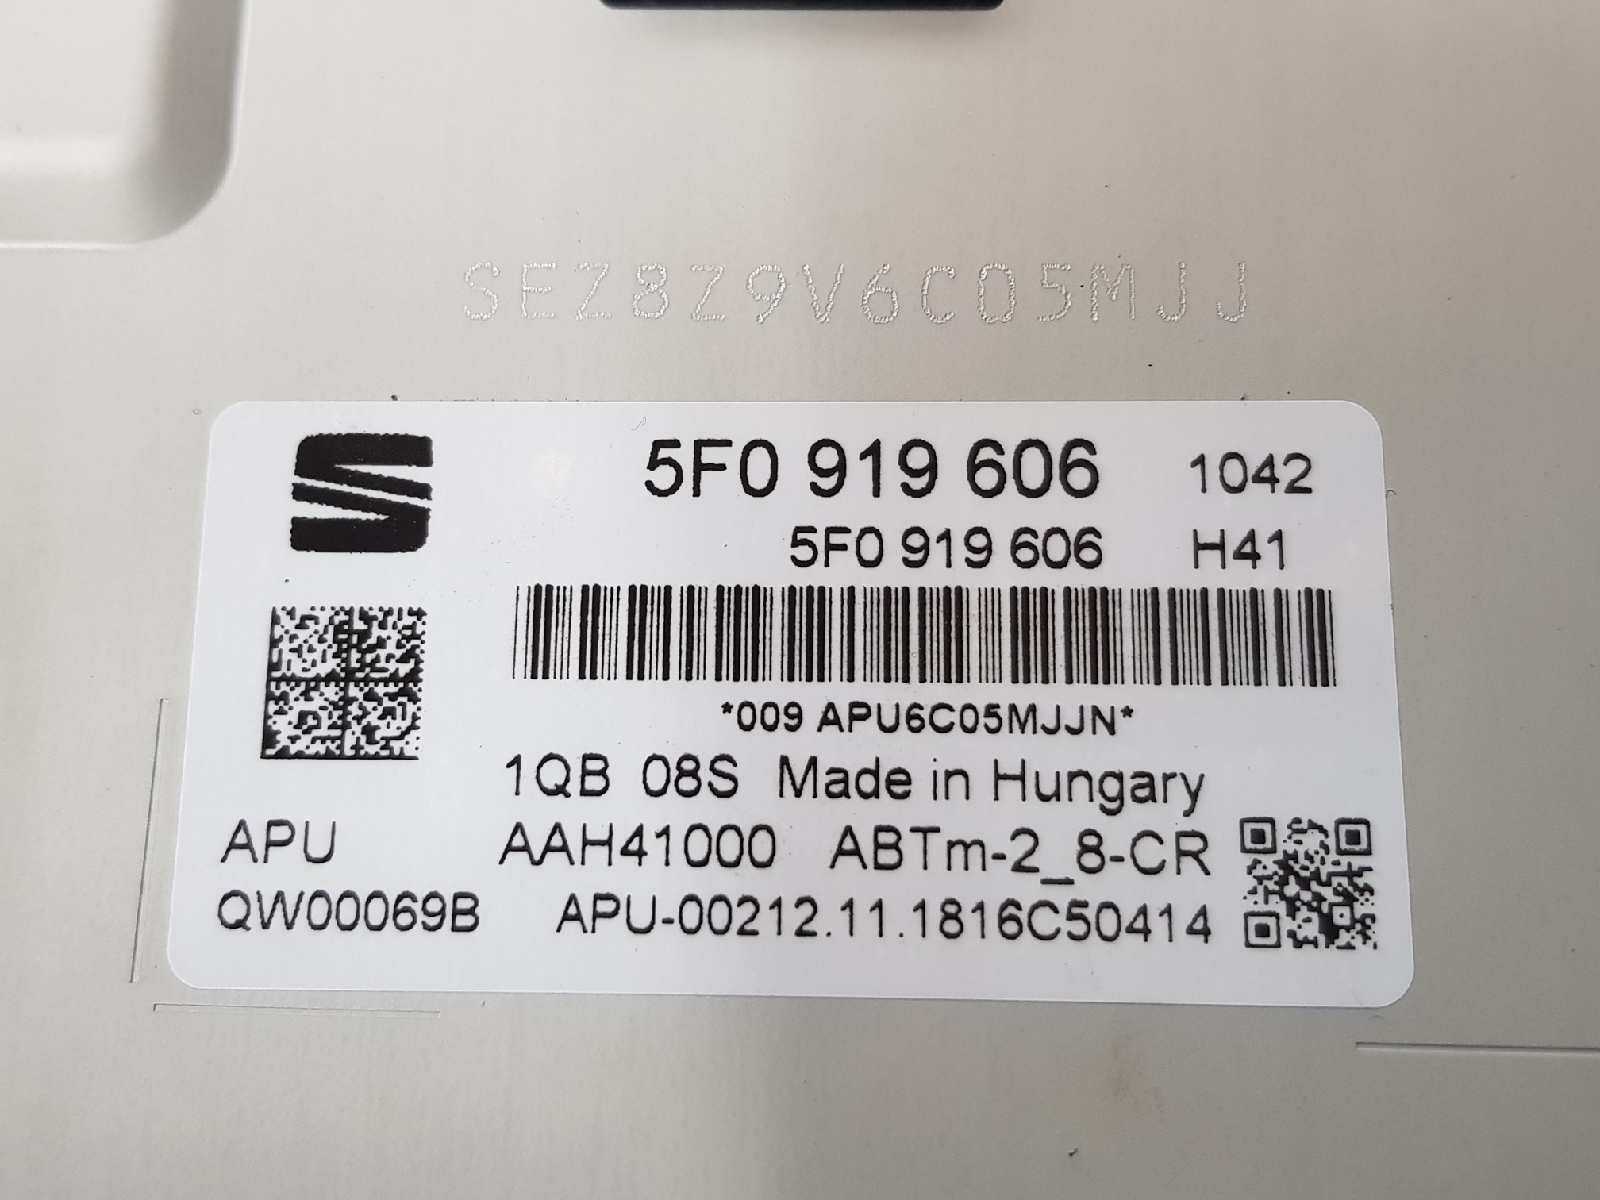 SEZ8Z9V6C05MJJ
5F0 919 606 1042
5F0 919 606 H41
*009 APU6C05MJJN*
1QB 08S Made in Hungary
APU AAH41000 ABTm-2_8-CR
QW00069B APU-00212.11.1816C50414